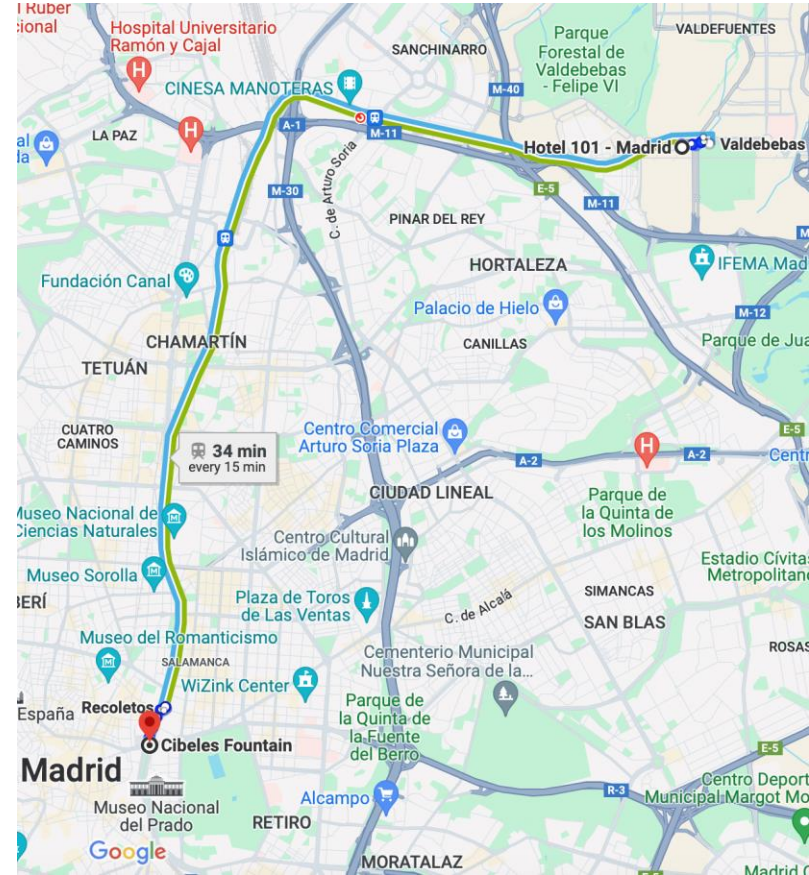 l Ruber
cional
Hospital Universitario
Ramón y Cajal
VALDEFUENTES
SANCHINARRO
Parque
Forestal de
Valdebebas
- Felipe VI
H
CINESA MANOTERAS
M-40
LA PAZ
H
A-1
M-11
Hotel 101 - Madrid
Valdebebas
al
da
C. de Arturo Soria
M-30
E-5
M-11
PINAR DEL REY
HORTALEZA
IFEMA Mad
Fundación Canal
Palacio de Hielo
M-12
CHAMARTÍN
CANILLAS
Parque de Jua
TETUÁN
CUATRO
CAMINOS
34 min
every 15 min
Centro Comercial
Arturo Soria Plaza
E-5
H
A-2
A-2
Centr
CIUDAD LINEAL
Museo Nacional de
Ciencias Naturales
Parque de
la Quinta de
los Molinos
Centro Cultural
Islámico de Madrid
Museo Sorolla
Estadio Cívitas
Metropolitano
BERÍ
Plaza de Toros
de Las Ventas
SIMANCAS
C. de Alcalá
SAN BLAS
Museo del Romanticismo
Cementerio Municipal
Nuestra Señora de la...
ROSAS
SALAMANCA
WiZink Center
España
Recoletos
Parque de
la Quinta de
la Fuente
del Berro
Cibeles Fountain
E-5
Madrid
Centro Deport
Municipal Margot Mo
R-3
Museo Nacional
del Prado
Alcampo
RETIRO
Google
MORATALAZ
E-5
Madrid C